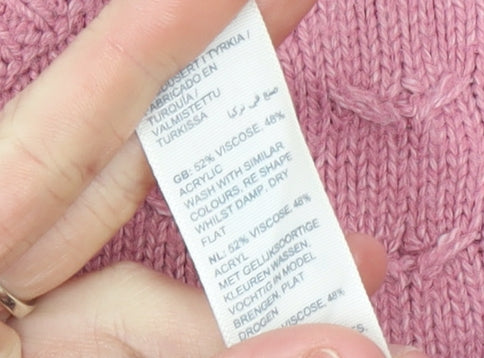 DUSERT I TYRKIA /
FABRICADO EN
TURQUÍA /
VALMISTETTU
TURKISSA
صنع في تركيا
GB: 52% VISCOSE, 48%
ACRYLIC
WASH WITH SIMILAR
COLOURS, RE SHAPE
WHILST DAMP, DRY
FLAT
NL: 52% VISCOSE, 48%
ACRYL
MET GELIJKSOORTIGE
KLEUREN WASSEN,
VOCHTIG IN MODEL
BRENGEN, PLAT
DROGEN
VISCOSE, 48%